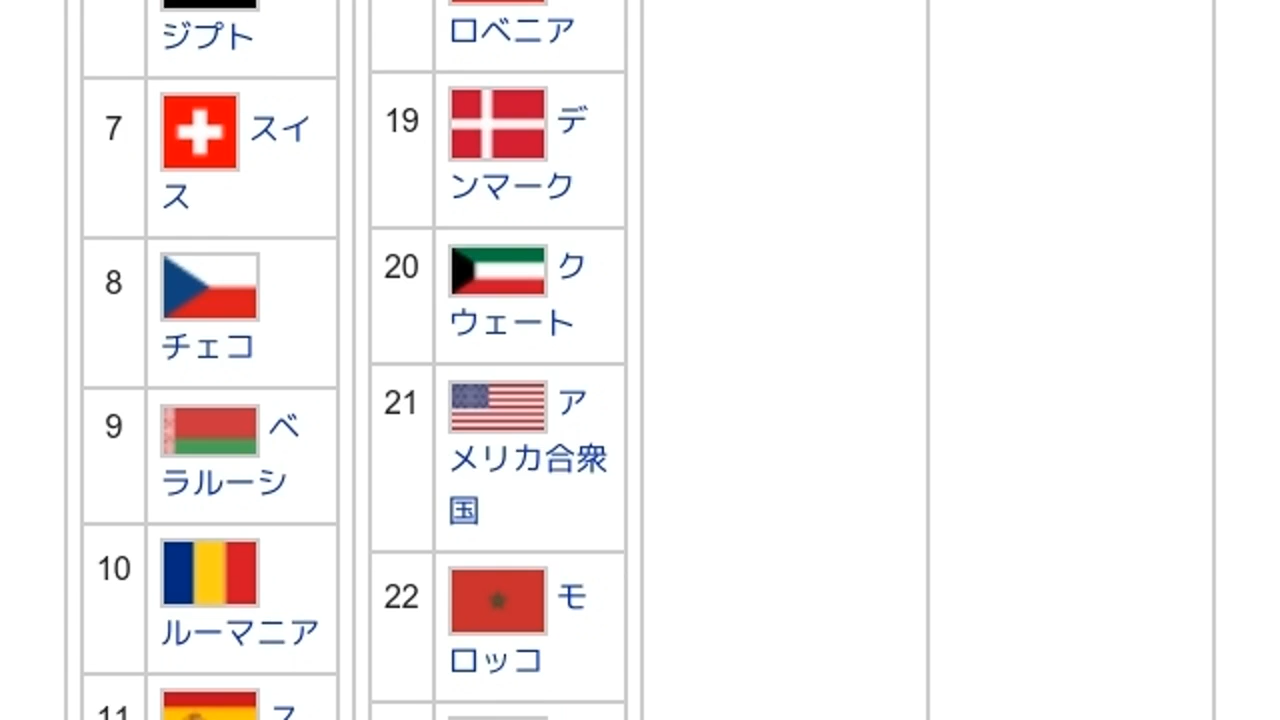 ジプト
7 スイ
ス
8
チェコ
9 ベ
ラルーシ
10
ルーマニア
11 ス
ロベニア
19 デ
ンマーク
20 ク
ウェート
21 ア
メリカ合衆
国
22 モ
ロッコ